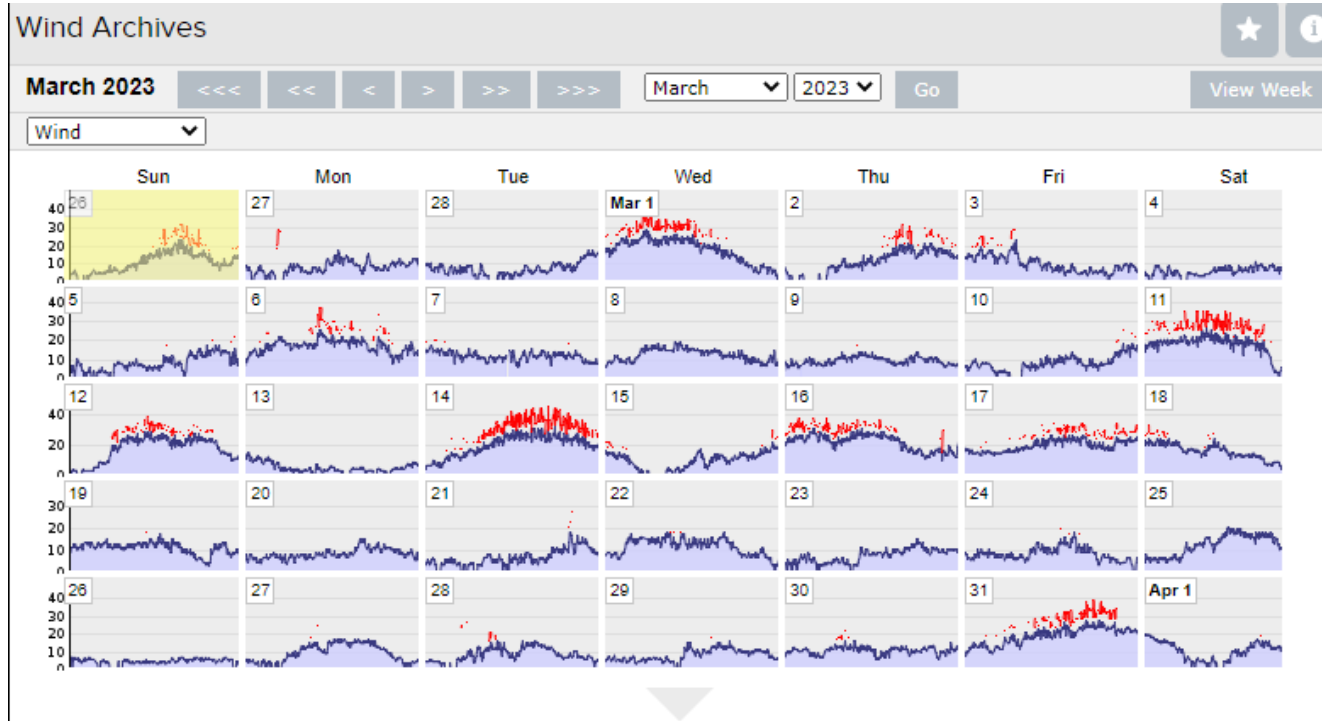 Wind Archives
March 2023 <<< << < > >> >>> March 2023 Go View Week
Wind
Sun Mon Tue Wed Thu Fri Sat
26 27 28 Mar 1 2 3 4
40
30
20
10
0
5 6 7 8 9 10 11
40
30
20
10
0
12 13 14 15 16 17 18
40
20
0
19 20 21 22 23 24 25
30
20
10
0
26 27 28 29 30 31 Apr 1
40
30
20
10
0